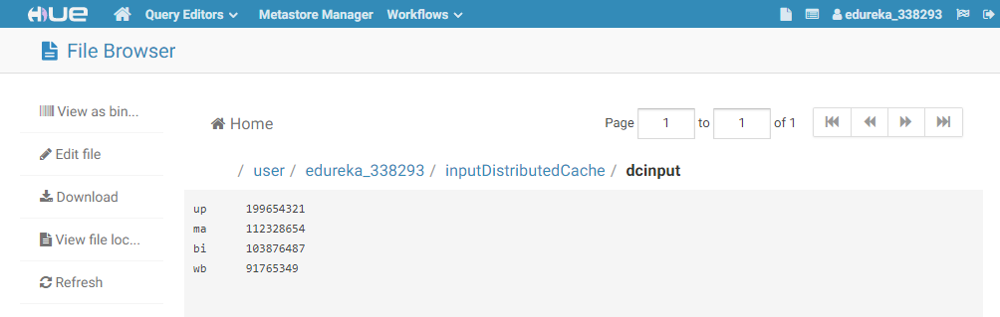 HUE Query Editors Metastore Manager Workflows edureka_338293
File Browser
View as bin...
Edit file
Download
View file loc...
Refresh
Home
Page 1 to 1 of 1
/ user / edureka_338293 / inputDistributedCache / dcinput
up 199654321
ma 112328654
bi 103876487
wb 91765349